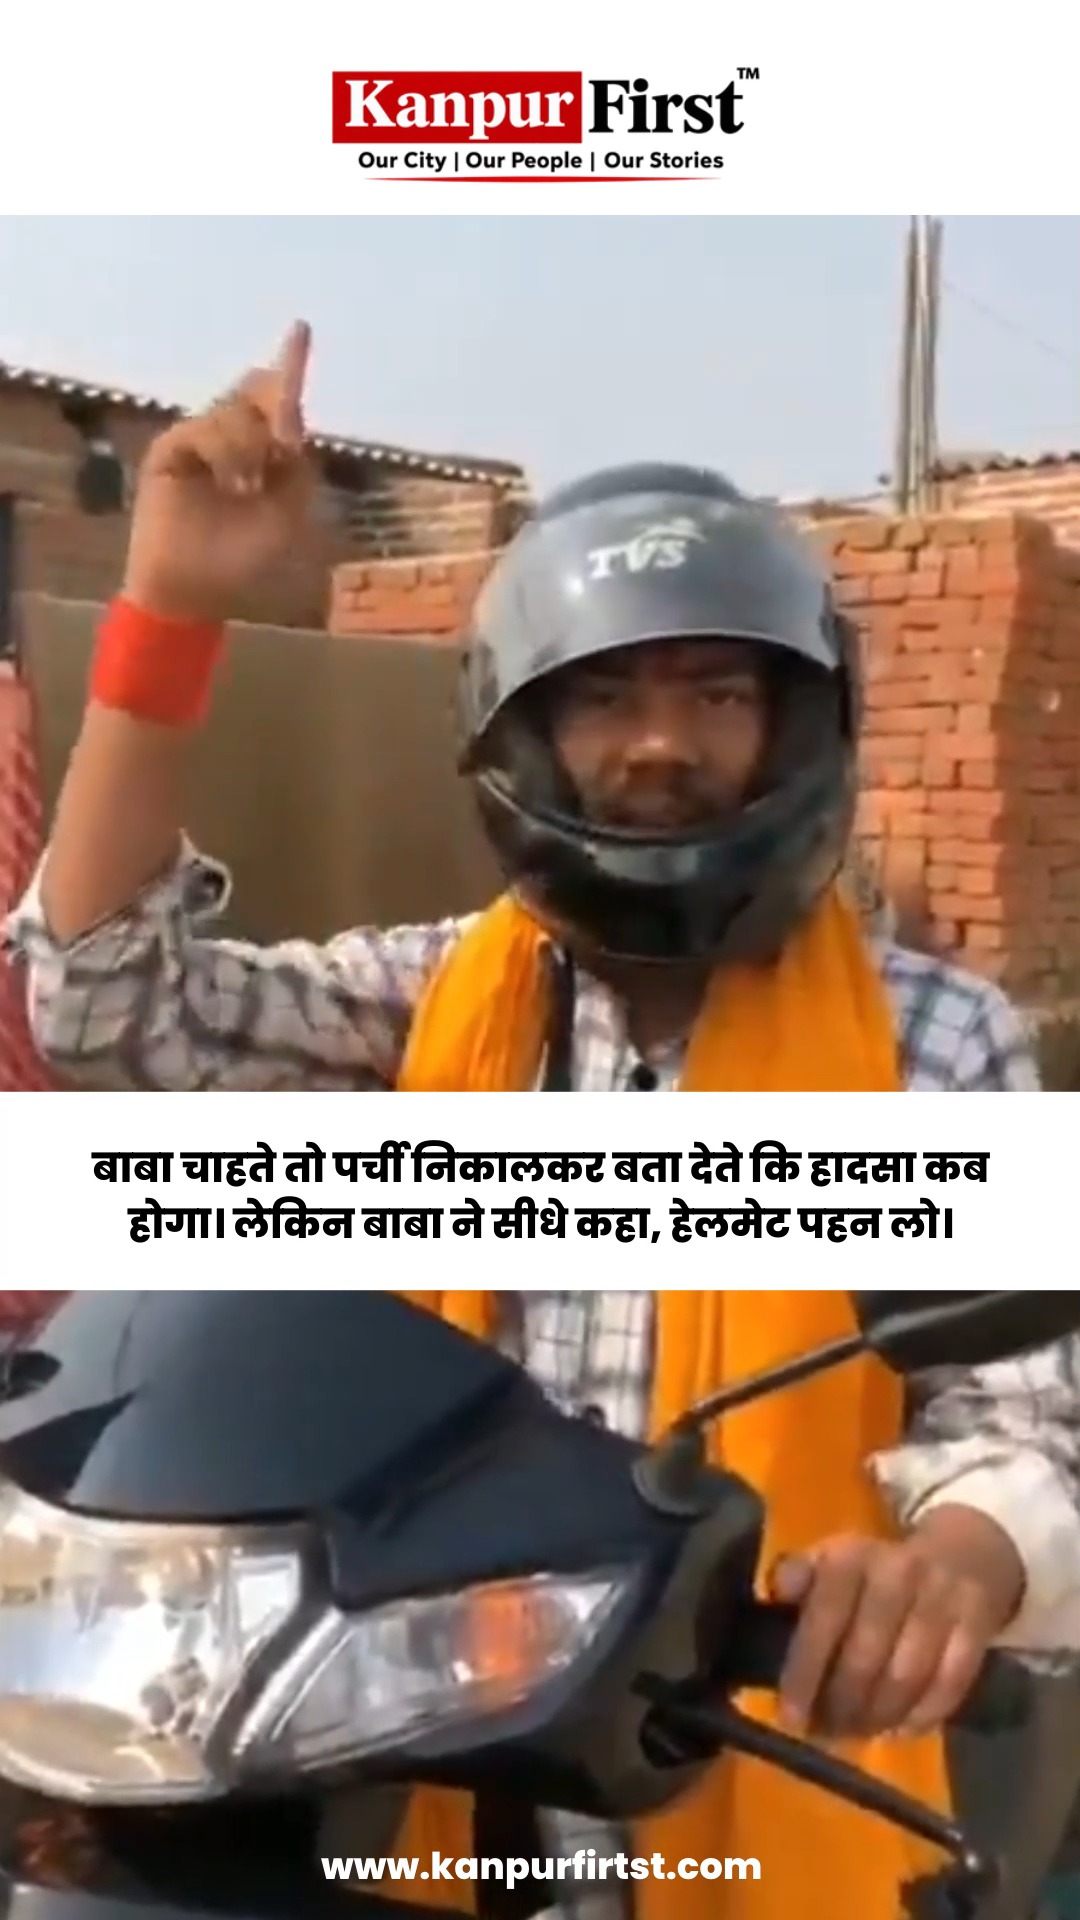 Kanpur First™
Our City | Our People | Our Stories
TVS
बाबा चाहते तो पर्ची निकालकर बता देते कि हादसा कब
होगा। लेकिन बाबा ने सीधे कहा, हेलमेट पहन लो।
www.kanpurfirtst.com